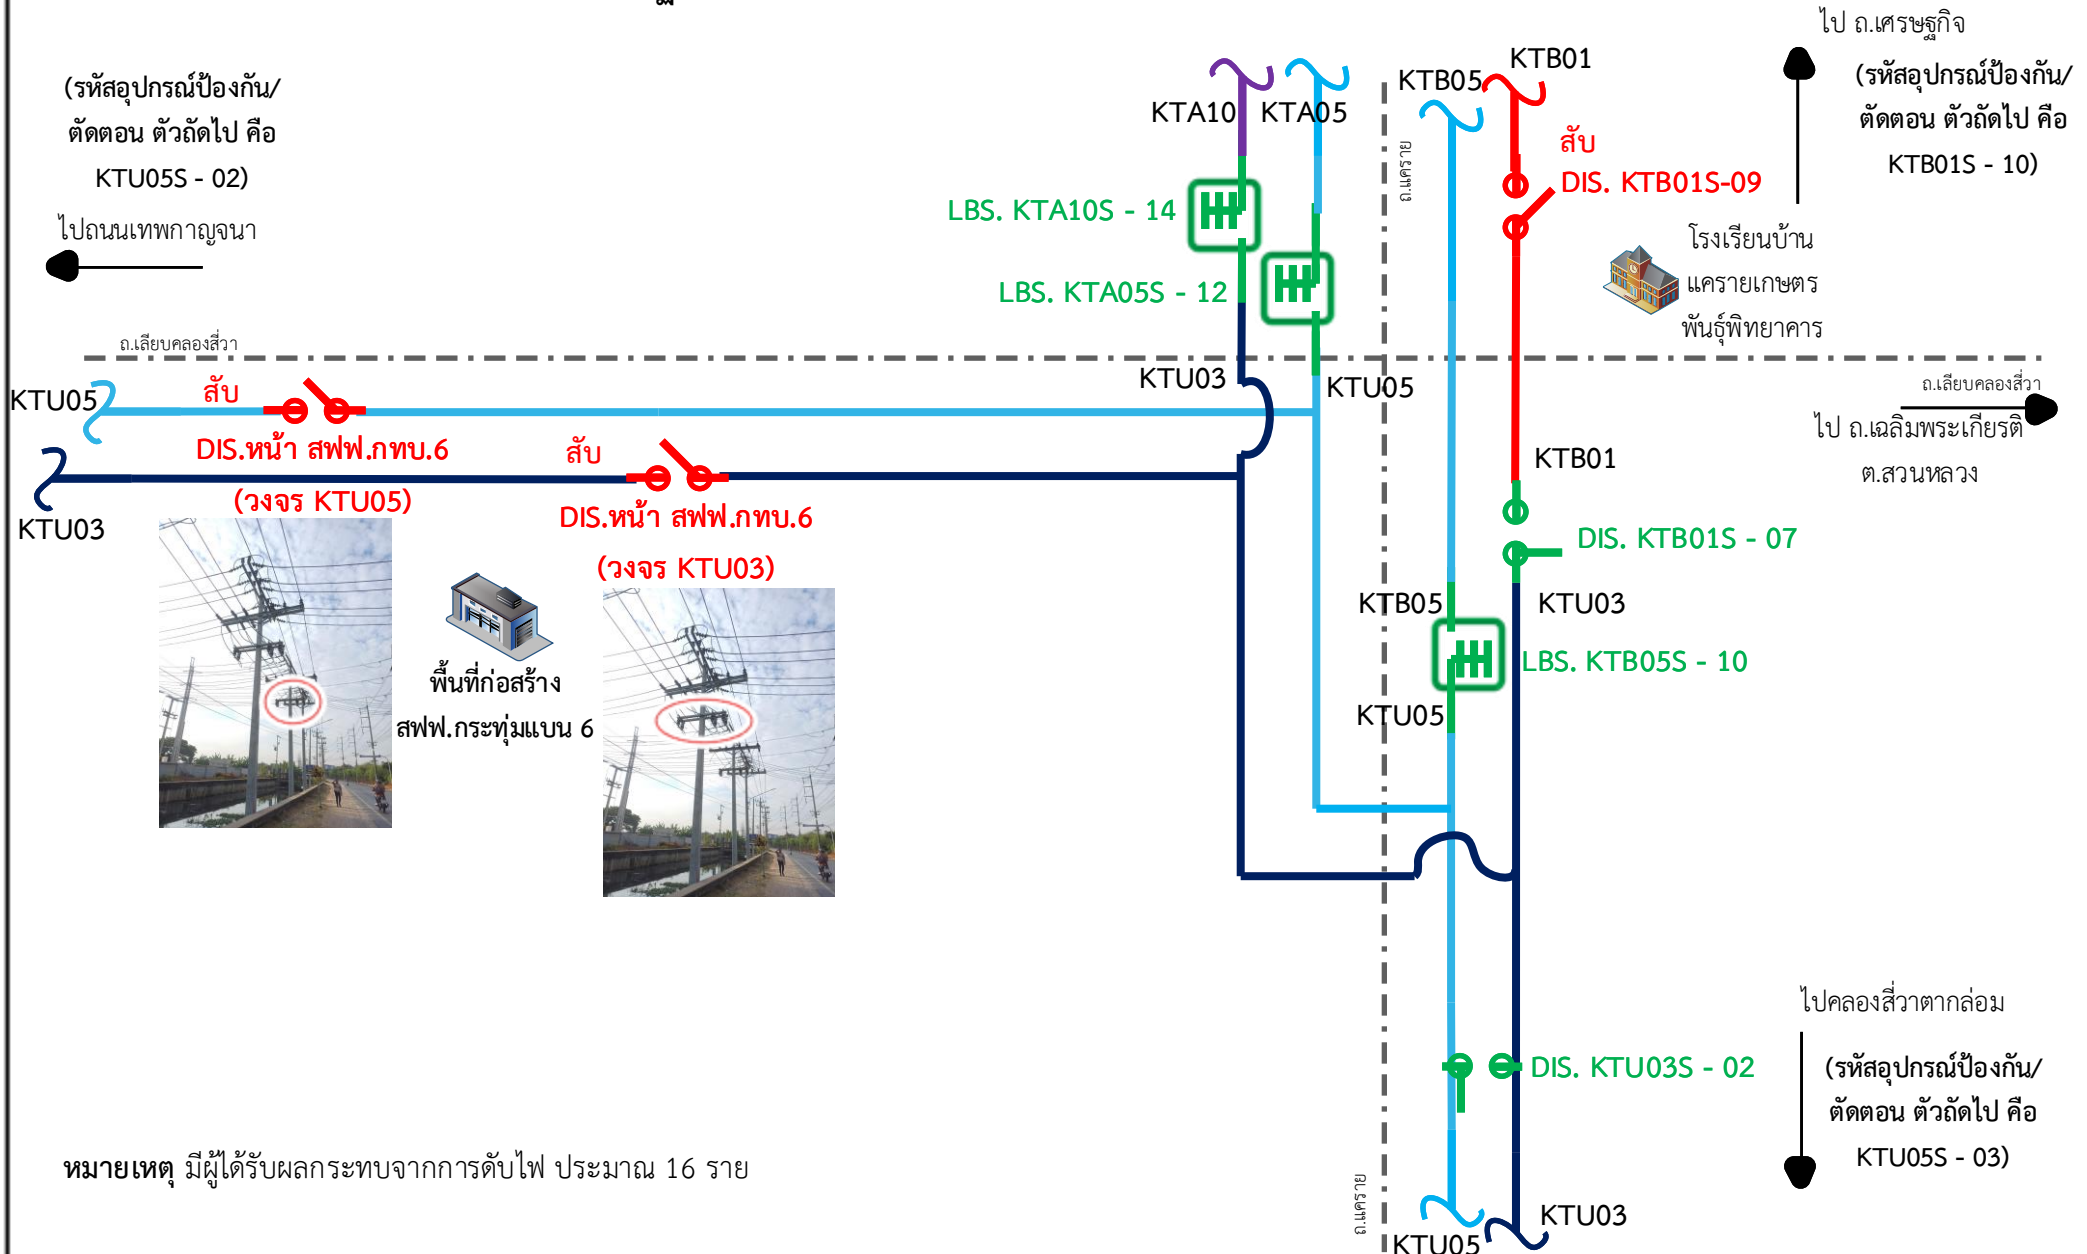 ไป ถ.เศรษฐกิจ
(รหัสอุปกรณ์ป้องกัน/
ตัดตอน ตัวถัดไป คือ
KTU05S - 02)
ไปถนนเทพกาญจนา
KTA10
KTA05
KTB05
KTB01
(รหัสอุปกรณ์ป้องกัน/
ตัดตอน ตัวถัดไป คือ
KTB01S - 10)
ถ.แคราย
สับ
DIS. KTB01S-09
LBS. KTA10S - 14
LBS. KTA05S - 12
โรงเรียนบ้าน
แครายเกษตร
พันธุ์พิทยาคาร
ถ.เลียบคลองสี่วา
KTU03
KTU05
ถ.เลียบคลองสี่วา
ไป ถ.เฉลิมพระเกียรติ
ต.สวนหลวง
KTU05
สับ
DIS.หน้า สฟฟ.กทบ.6
(วงจร KTU05)
สับ
DIS.หน้า สฟฟ.กทบ.6
(วงจร KTU03)
KTU03
KTB01
DIS. KTB01S - 07
KTB05
KTU03
LBS. KTB05S - 10
KTU05
พื้นที่ก่อสร้าง
สฟฟ.กระทุ่มแบน 6
ไปคลองสี่วาตากล่อม
DIS. KTU03S - 02
(รหัสอุปกรณ์ป้องกัน/
ตัดตอน ตัวถัดไป คือ
KTU05S - 03)
หมายเหตุ มีผู้ได้รับผลกระทบจากการดับไฟ ประมาณ 16 ราย
ถ.แคราย
KTU05
KTU03